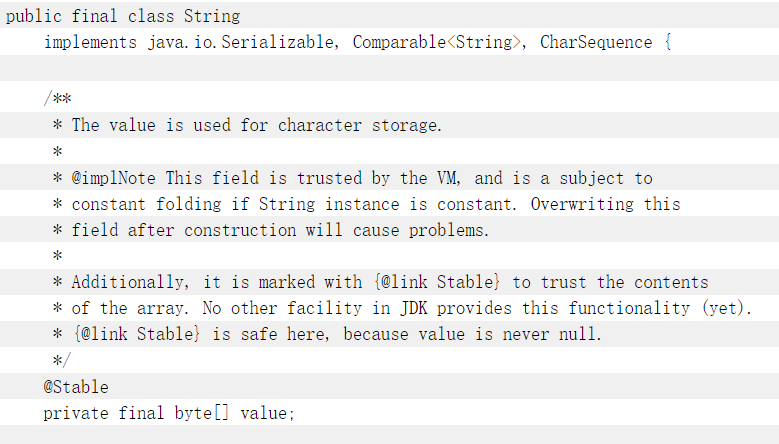 public final class String
    implements java.io.Serializable, Comparable<String>, CharSequence {

    /**
     * The value is used for character storage.
     *
     * @implNote This field is trusted by the VM, and is a subject to
     * constant folding if String instance is constant. Overwriting this
     * field after construction will cause problems.
     *
     * Additionally, it is marked with {@link Stable} to trust the contents
     * of the array. No other facility in JDK provides this functionality (yet).
     * {@link Stable} is safe here, because value is never null.
     */
    @Stable
    private final byte[] value;